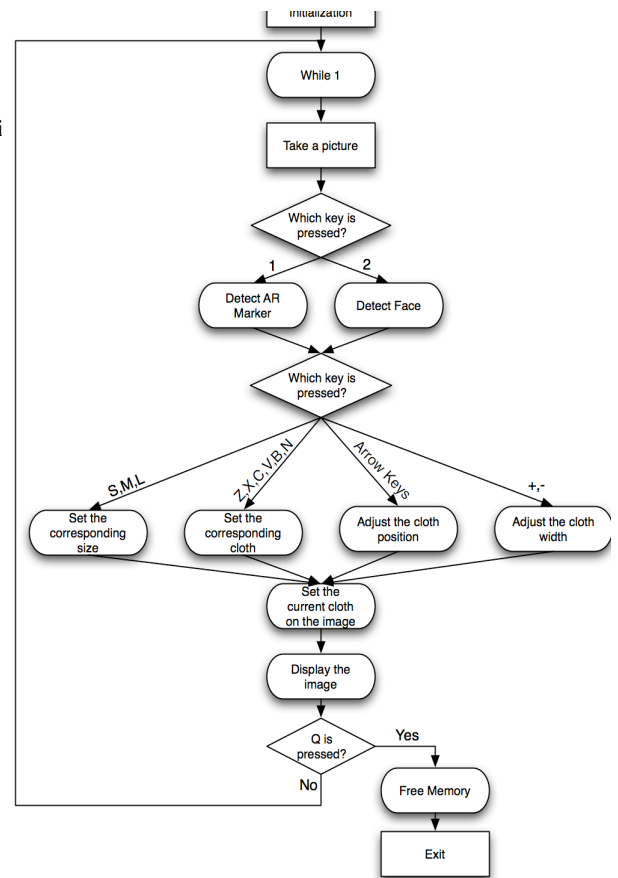 Initialization
While 1
i
Take a picture
Which key is
pressed?
1
2
Detect AR
Marker
Detect Face
Which key is
pressed?
S,M,L
Z,X,C,V,B,N
Arrow Keys
+,-
Set the
corresponding
size
Set the
corresponding
cloth
Adjust the cloth
position
Adjust the cloth
width
Set the
current cloth
on the image
Display the
image
Q is
pressed?
Yes
No
Free Memory
Exit